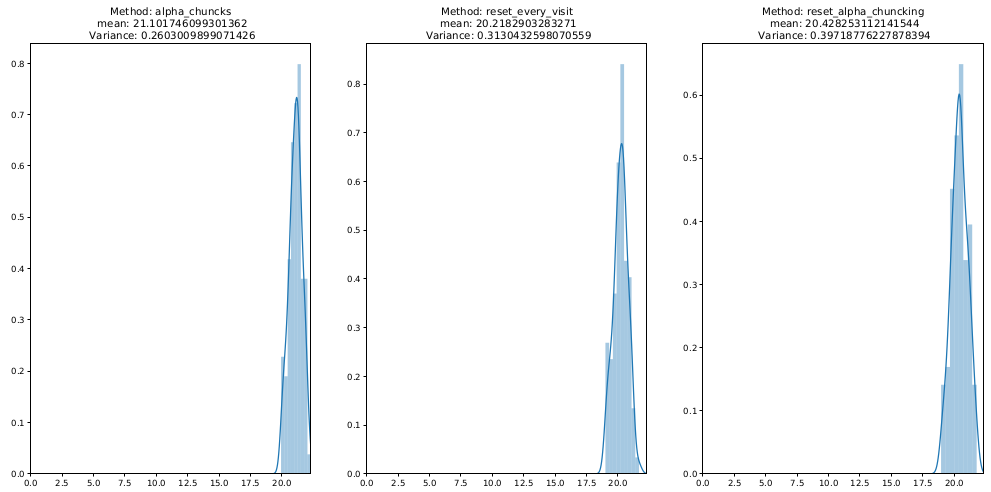 Method: alpha_chuncks
mean: 21.101746099301362
Variance: 0.2603009899071426
0.8
0.7
0.6
0.5
0.4
0.3
0.2
0.1
0.0
0.0 2.5 5.0 7.5 10.0 12.5 15.0 17.5 20.0
Method: reset_every_visit
mean: 20.2182903283271
Variance: 0.3130432598070559
0.8
0.7
0.6
0.5
0.4
0.3
0.2
0.1
0.0
0.0 2.5 5.0 7.5 10.0 12.5 15.0 17.5 20.0
Method: reset_alpha_chuncking
mean: 20.428253112141544
Variance: 0.39718776227878394
0.6
0.5
0.4
0.3
0.2
0.1
0.0
0.0 2.5 5.0 7.5 10.0 12.5 15.0 17.5 20.0